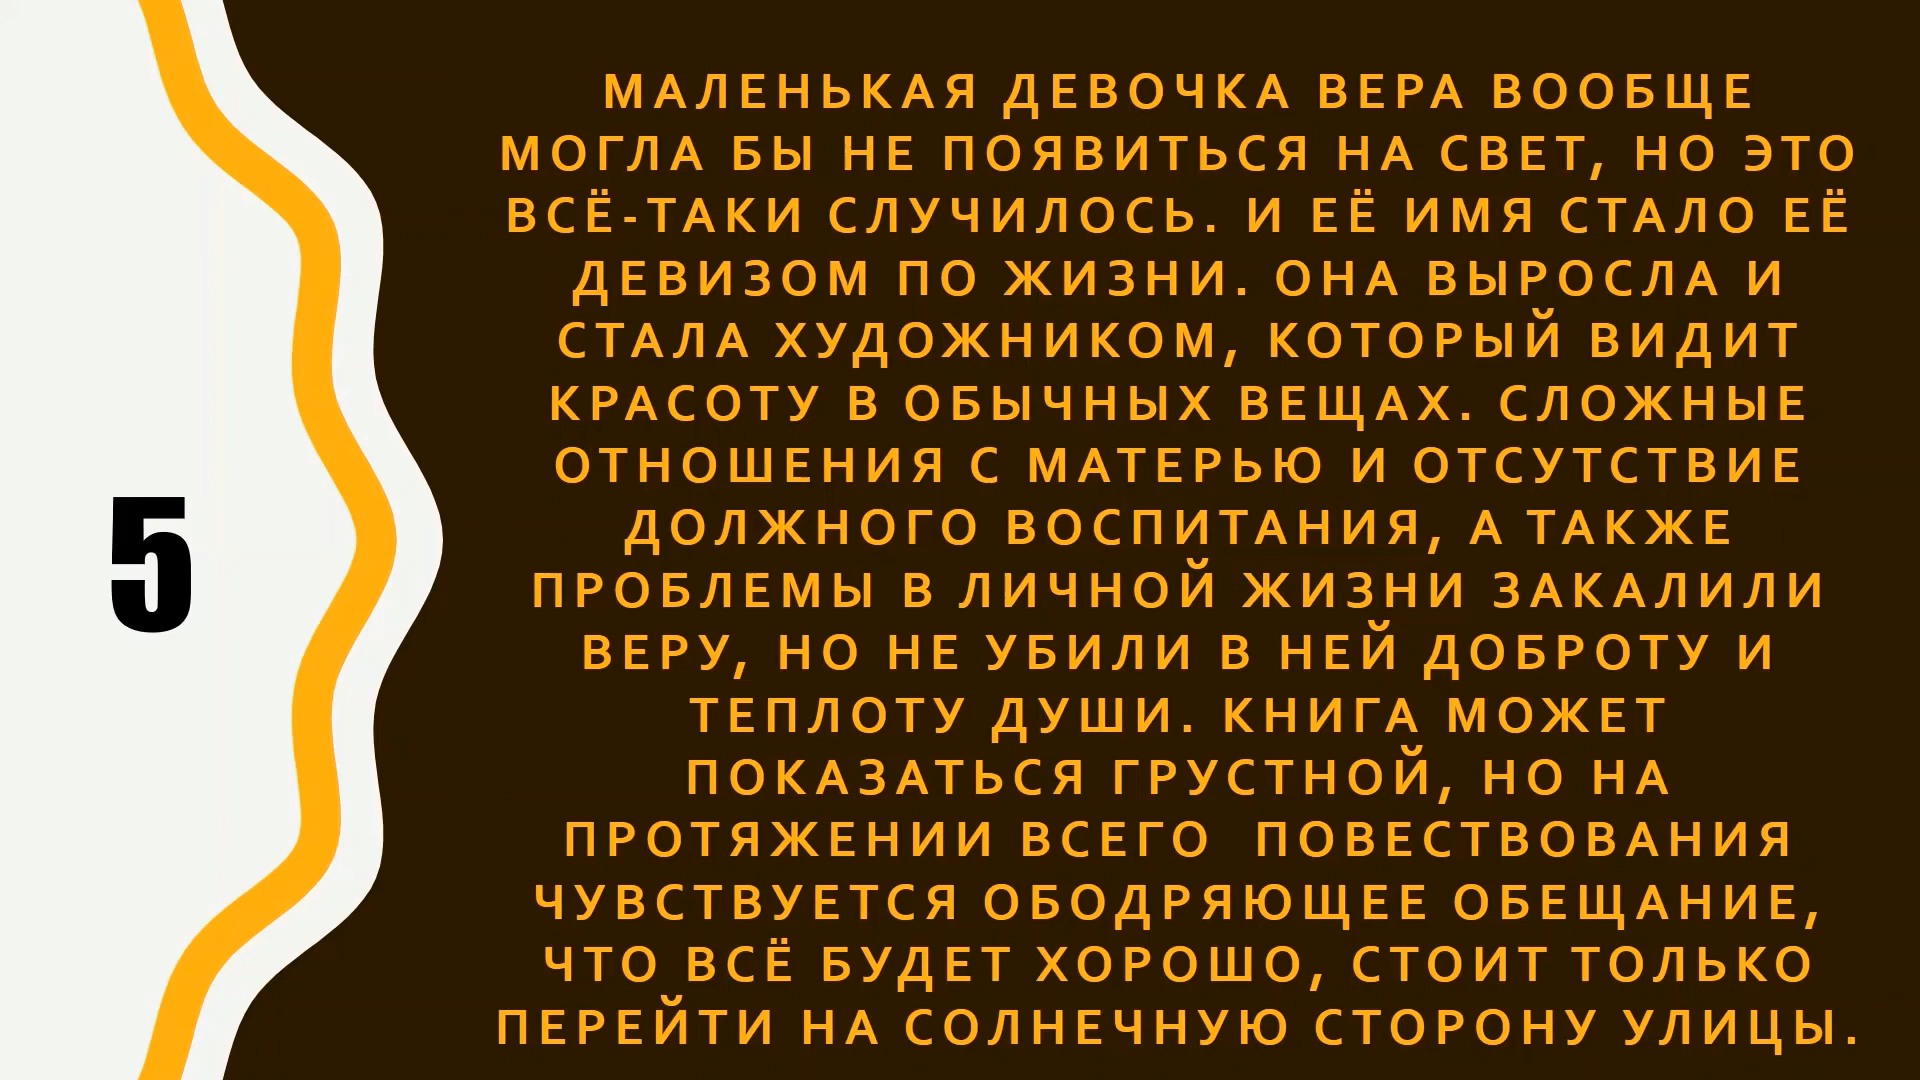 5
МАЛЕНЬКАЯ ДЕВОЧКА ВЕРА ВООБЩЕ
МОГЛА БЫ НЕ ПОЯВИТЬСЯ НА СВЕТ, НО ЭТО
ВСЁ-ТАКИ СЛУЧИЛОСЬ. И ЕЁ ИМЯ СТАЛО ЕЁ
ДЕВИЗОМ ПО ЖИЗНИ. ОНА ВЫРОСЛА И
СТАЛА ХУДОЖНИКОМ, КОТОРЫЙ ВИДИТ
КРАСОТУ В ОБЫЧНЫХ ВЕЩАХ. СЛОЖНЫЕ
ОТНОШЕНИЯ С МАТЕРЬЮ И ОТСУТСТВИЕ
ДОЛЖНОГО ВОСПИТАНИЯ, А ТАКЖЕ
ПРОБЛЕМЫ В ЛИЧНОЙ ЖИЗНИ ЗАКАЛИЛИ
ВЕРУ, НО НЕ УБИЛИ В НЕЙ ДОБРОТУ И
ТЕПЛОТУ ДУШИ. КНИГА МОЖЕТ
ПОКАЗАТЬСЯ ГРУСТНОЙ, НО НА
ПРОТЯЖЕНИИ ВСЕГО ПОВЕСТВОВАНИЯ
ЧУВСТВУЕТСЯ ОБОДРЯЮЩЕЕ ОБЕЩАНИЕ,
ЧТО ВСЁ БУДЕТ ХОРОШО, СТОИТ ТОЛЬКО
ПЕРЕЙТИ НА СОЛНЕЧНУЮ СТОРОНУ УЛИЦЫ.